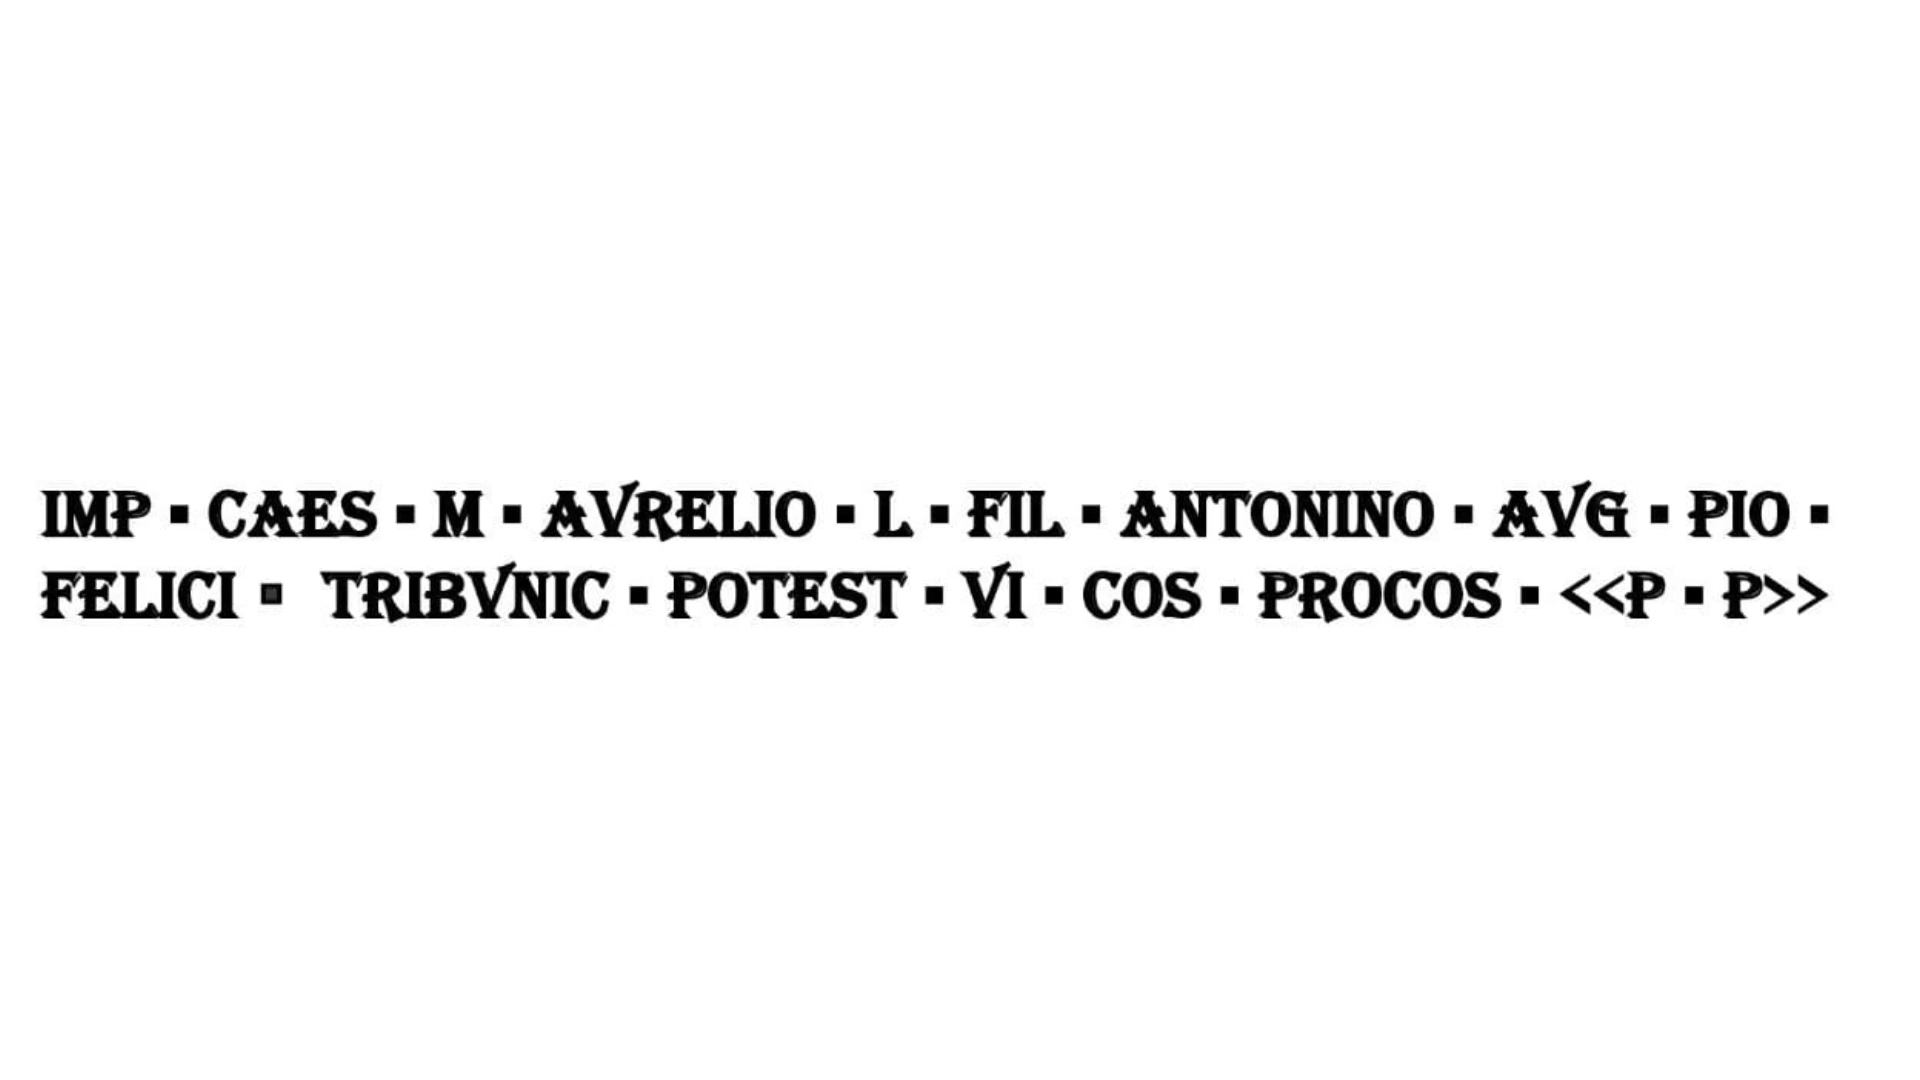 IMP ▪ CAES ▪ M ▪ AVRELIO ▪ L ▪ FIL ▪ ANTONINO ▪ AVG ▪ PIO ▪
FELICI ▪ TRIBVNIC ▪ POTEST ▪ VI ▪ COS ▪ PROCOS ▪ <<P ▪ P>>